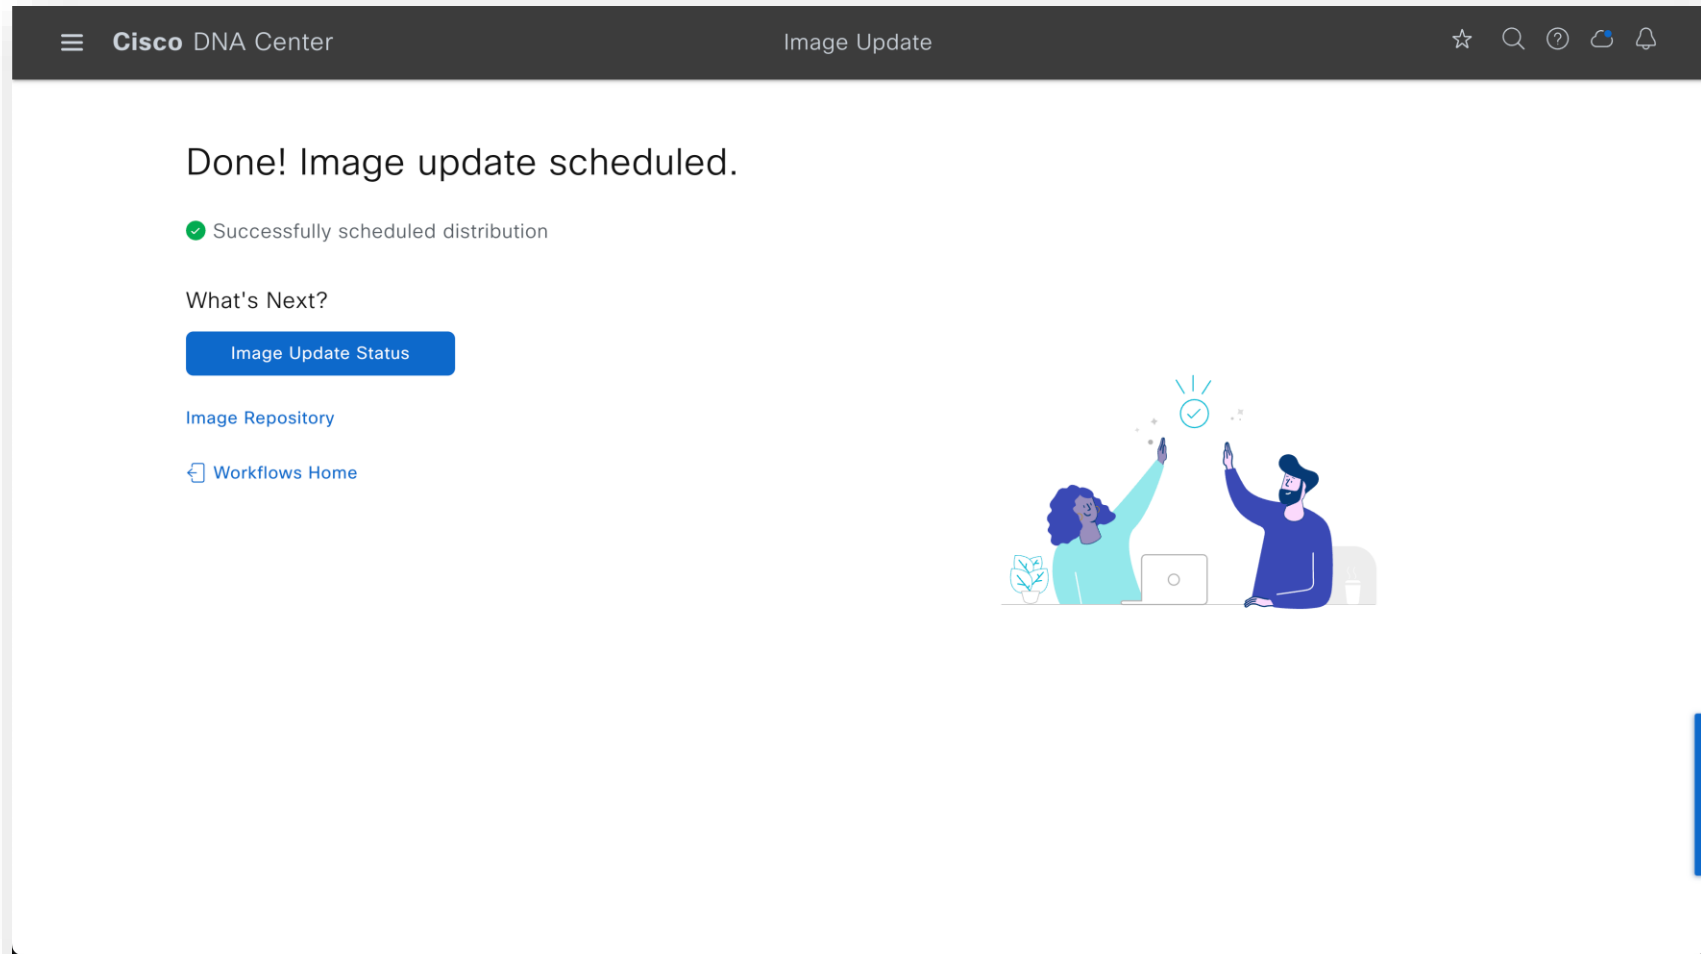 Cisco DNA Center
Image Update
Done! Image update scheduled.
Successfully scheduled distribution
What's Next?
Image Update Status
Image Repository
Workflows Home